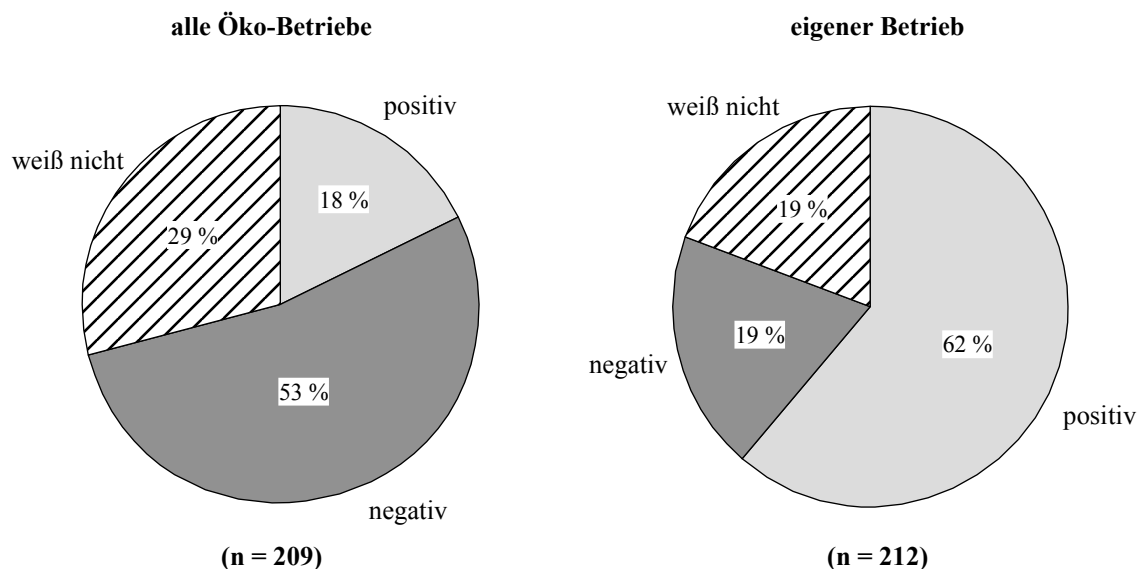 alle Öko-Betriebe
positiv
weiß nicht
18 %
29 %
53 %
negativ
(n = 209)
eigener Betrieb
weiß nicht
19 %
19 %
62 %
negativ
positiv
(n = 212)